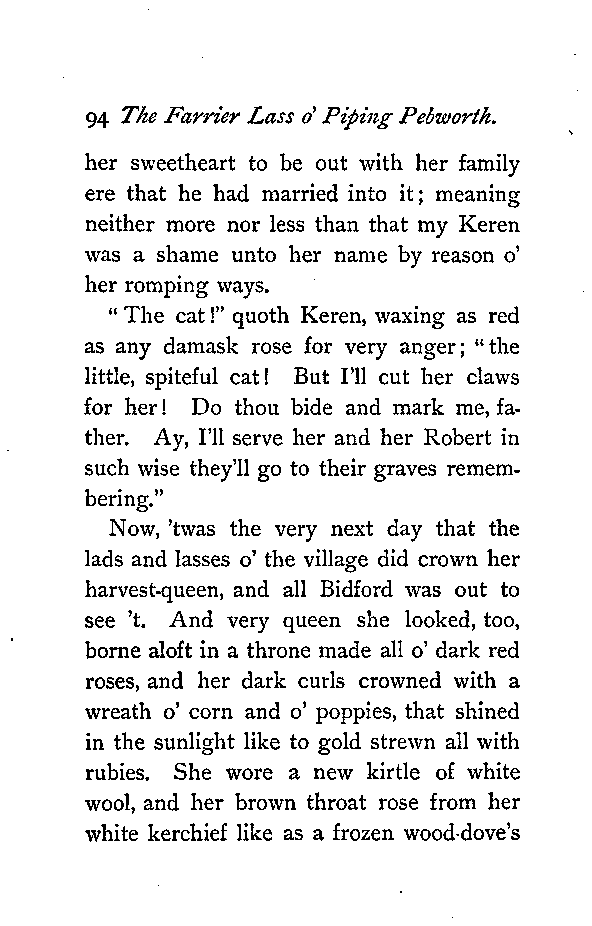 94 The Farrier Lass o' Piping Pebworth.
her sweetheart to be out with her family
ere that he had married into it; meaning
neither more nor less than that my Keren
was a shame unto her name by reason o'
her romping ways.
"The cat!" quoth Keren, waxing as red
as any damask rose for very anger; "the
little, spiteful cat! But I'll cut her claws
for her! Do thou bide and mark me, fa-
ther. Ay, I'll serve her and her Robert in
such wise they'll go to their graves remem-
bering."
Now, 'twas the very next day that the
lads and lasses o' the village did crown her
harvest-queen, and all Bidford was out to
see 't. And very queen she looked, too,
borne aloft in a throne made all o' dark red
roses, and her dark curls crowned with a
wreath o' corn and o' poppies, that shined
in the sunlight like to gold strewn all with
rubies. She wore a new kirtle of white
wool, and her brown throat rose from her
white kerchief like as a frozen wood-dove's